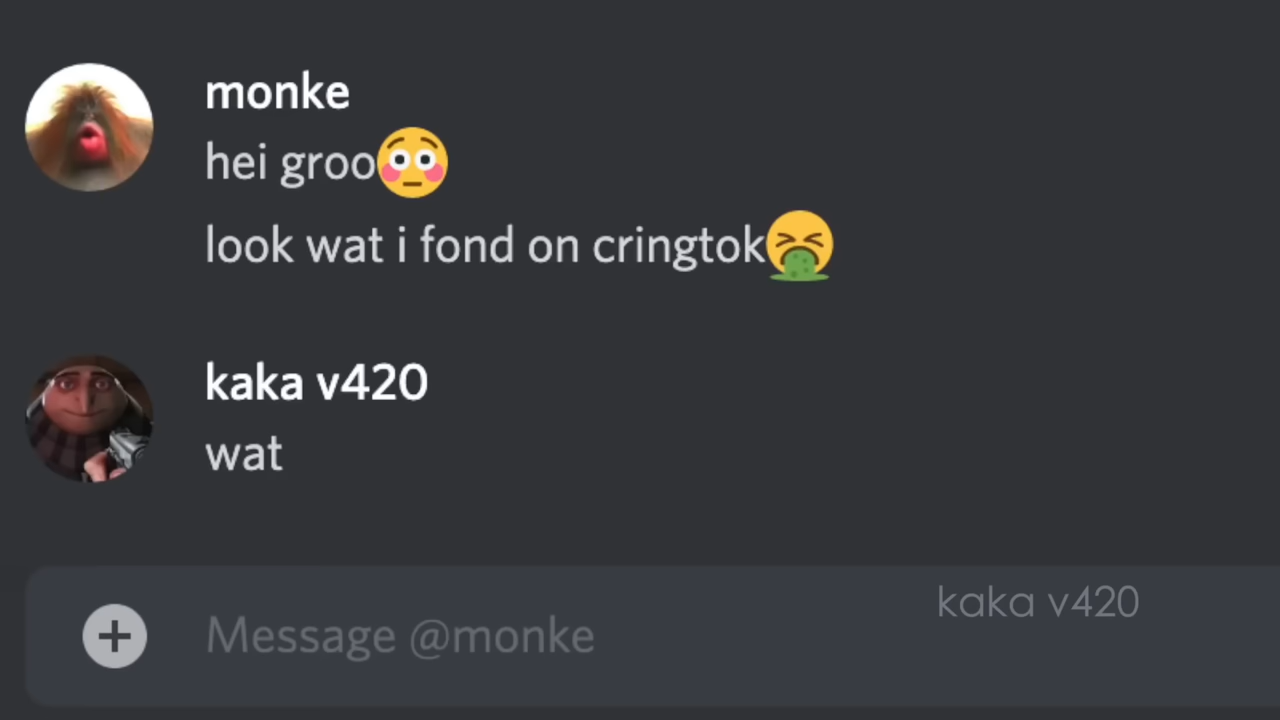 monke
hei groo😳
look wat i fond on cringtok🤮
kaka v420
wat
Message @monke
kaka v420